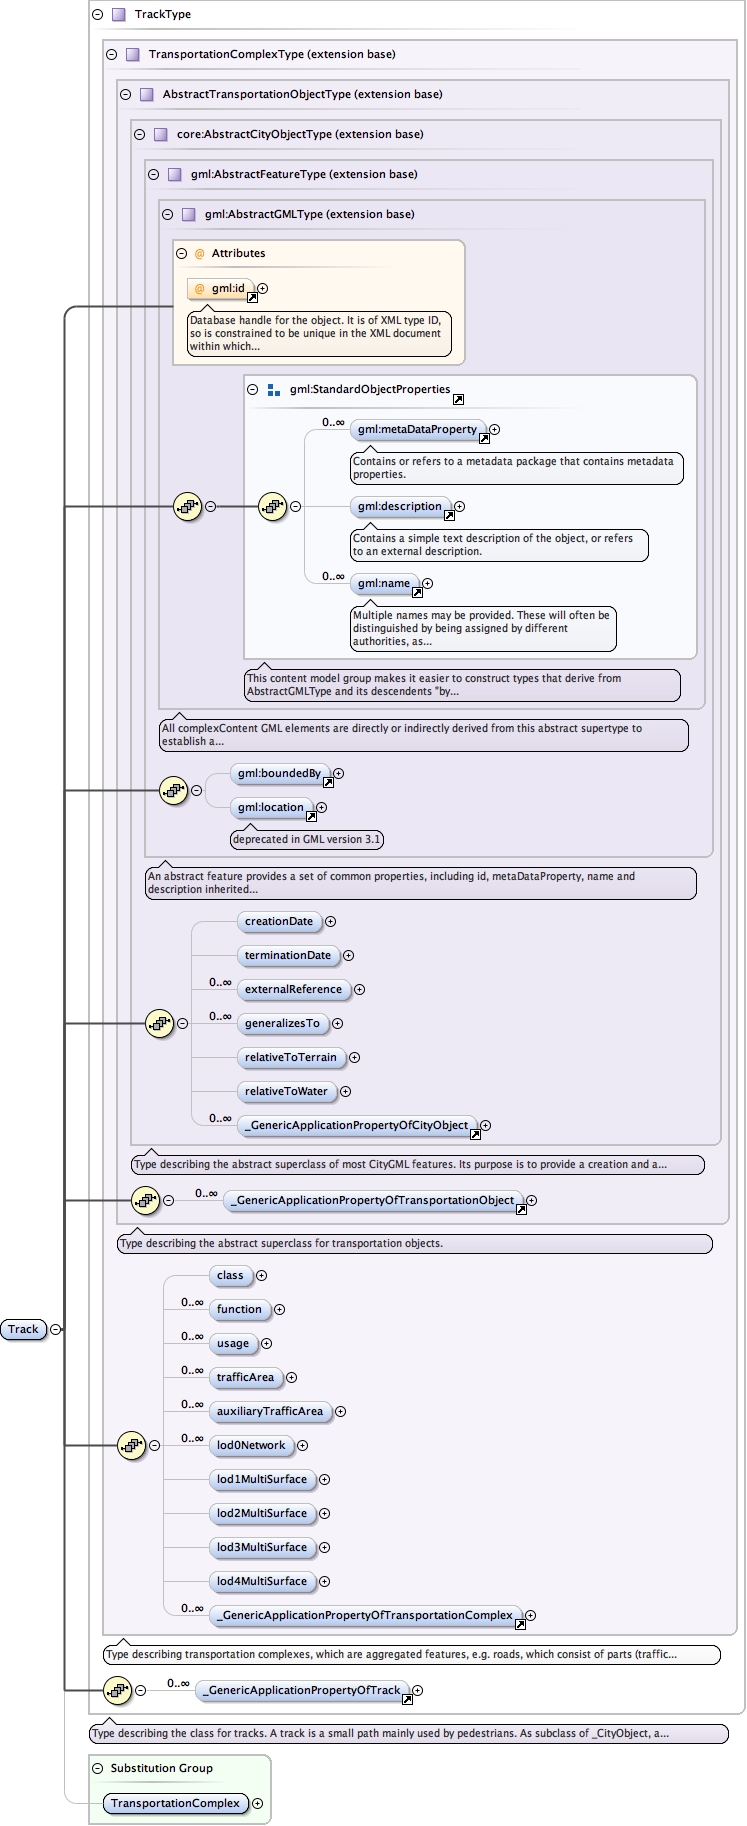 TrackType
TransportationComplexType (extension base)
AbstractTransportationObjectType (extension base)
core:AbstractCityObjectType (extension base)
gml:AbstractFeatureType (extension base)
gml:AbstractGMLType (extension base)
@ Attributes
@ gml:id
Database handle for the object. It is of XML type ID,
so is constrained to be unique in the XML document
within which...
gml:StandardObjectProperties
0..∞
gml:metaDataProperty
Contains or refers to a metadata package that contains metadata
properties.
gml:description
Contains a simple text description of the object, or refers
to an external description.
0..∞
gml:name
Multiple names may be provided. These will often be
distinguished by being assigned by different
authorities, as...
This content model group makes it easier to construct types that derive from
AbstractGMLType and its descendents "by...
All complexContent GML elements are directly or indirectly derived from this abstract supertype to
establish a...
gml:boundedBy
gml:location
deprecated in GML version 3.1
An abstract feature provides a set of common properties, including id, metaDataProperty, name and
description inherited...
creationDate
terminationDate
0..∞
externalReference
0..∞
generalizesTo
relativeToTerrain
relativeToWater
0..∞
_GenericApplicationPropertyOfCityObject
Type describing the abstract superclass of most CityGML features. Its purpose is to provide a creation and a...
0..∞
_GenericApplicationPropertyOfTransportationObject
Type describing the abstract superclass for transportation objects.
class
0..∞
function
0..∞
usage
Track
0..∞
trafficArea
0..∞
auxiliaryTrafficArea
0..∞
lod0Network
lod1MultiSurface
lod2MultiSurface
lod3MultiSurface
lod4MultiSurface
0..∞
_GenericApplicationPropertyOfTransportationComplex
Type describing transportation complexes, which are aggregated features, e.g. roads, which consist of parts (traffic...
0..∞
_GenericApplicationPropertyOfTrack
Type describing the class for tracks. A track is a small path mainly used by pedestrians. As subclass of _CityObject, a...
Substitution Group
TransportationComplex